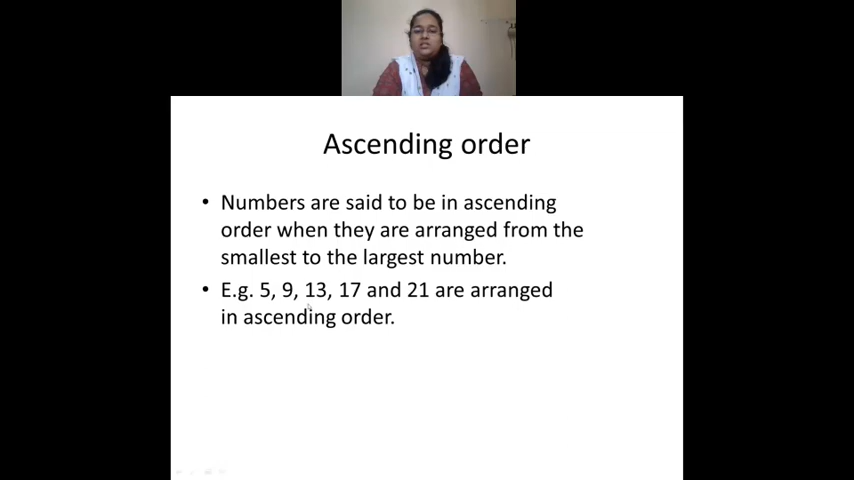 Ascending order
• Numbers are said to be in ascending
order when they are arranged from the
smallest to the largest number.
• E.g. 5, 9, 13, 17 and 21 are arranged
in ascending order.